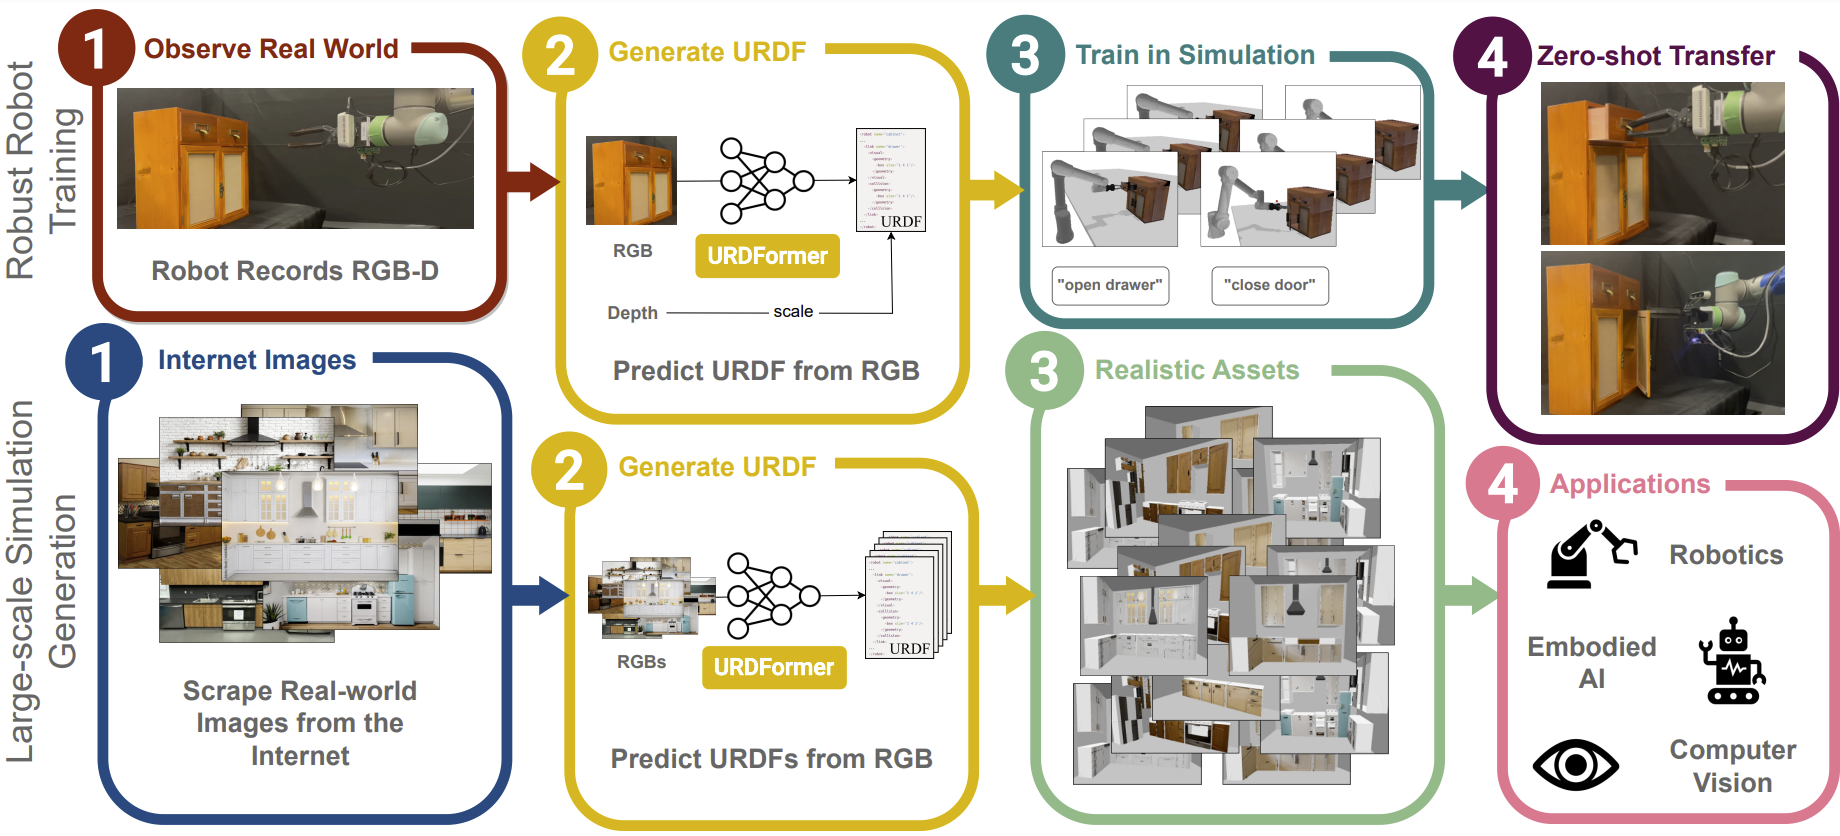 Robust Robot
Training
1
Observe Real World
Robot Records RGB-D
2
Generate URDF
RGB
URDFormer
URDF
Depth
scale
Predict URDF from RGB
3
Train in Simulation
"open drawer"
"close door"
4
Zero-shot Transfer
Large-scale Simulation
Generation
1
Internet Images
Scrape Real-world
Images from the
Internet
2
Generate URDF
RGBs
URDFormer
URDF
Predict URDFs from RGB
3
Realistic Assets
4
Applications
Robotics
Embodied
AI
Computer
Vision